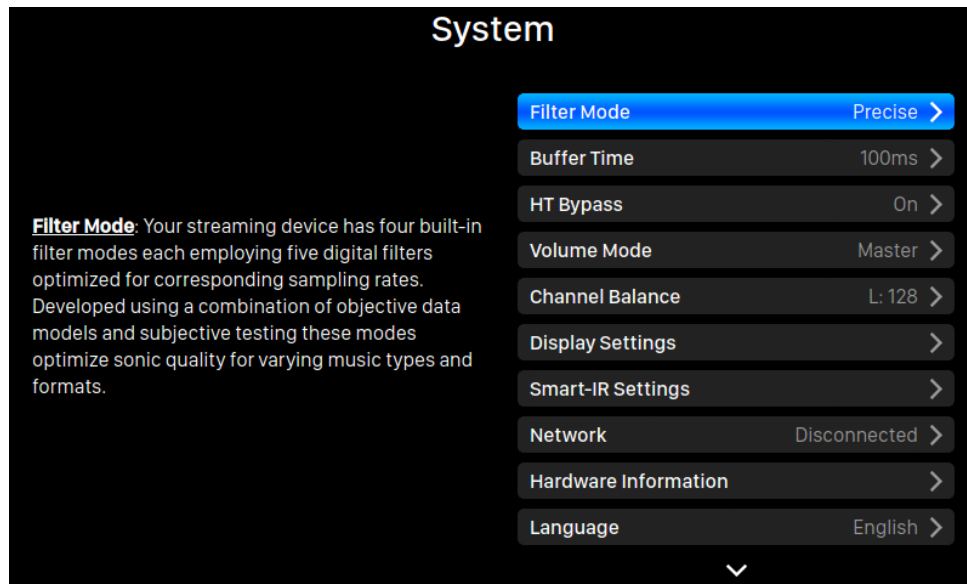 System
Filter Mode: Your streaming device has four built-in
filter modes each employing five digital filters
optimized for corresponding sampling rates.
Developed using a combination of objective data
models and subjective testing these modes
optimize sonic quality for varying music types and
formats.
Filter Mode Precise
Buffer Time 100ms
HT Bypass On
Volume Mode Master
Channel Balance L: 128
Display Settings
Smart-IR Settings
Network Disconnected
Hardware Information
Language English